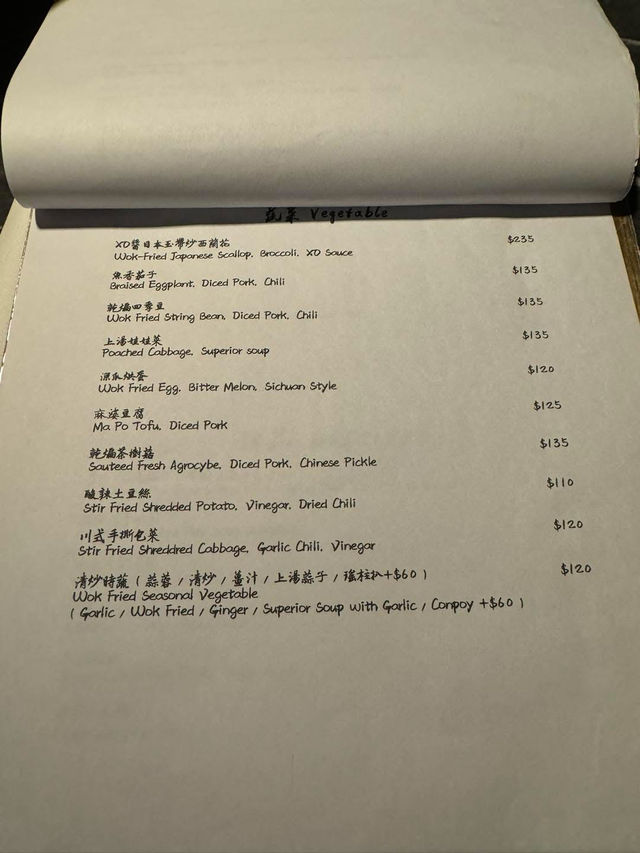 蔬菜 Vegetable
XO醬日本玉帶炒西蘭花 $235
Wok-Fried Japanese Scallop, Broccoli, XO Sauce
魚香茄子 $135
Braised Eggplant, Diced Pork, Chili
乾煸四季豆 $135
Wok Fried String Bean, Diced Pork, Chili
上湯娃娃菜 $135
Poached Cabbage, Superior soup
涼瓜烘蛋 $120
Wok Fried Egg, Bitter Melon, Sichuan Style
麻婆豆腐 $125
Ma Po Tofu, Diced Pork
乾煸茶樹菇 $135
Sauteed Fresh Agrocybe, Diced Pork, Chinese Pickle
酸辣土豆絲 $110
Stir Fried Shredded Potato, Vinegar, Dried Chili
川式手撕包菜 $120
Stir Fried Shreddred Cabbage, Garlic Chili, Vinegar
清炒時蔬 ( 蒜蓉 / 清炒 / 薑汁 / 上湯蒜子 / 瑤柱扒+$60 ) $120
Wok Fried Seasonal Vegetable
( Garlic / Wok Fried / Ginger / Superior Soup with Garlic / Conpoy +$60 )